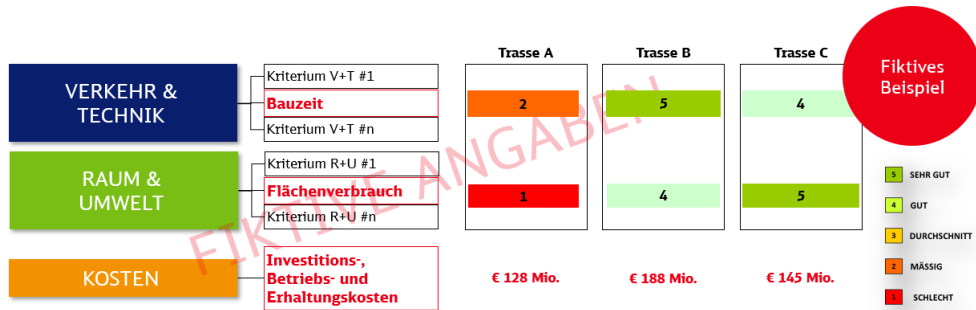 Trasse A
Trasse B
Trasse C
Fiktives
Beispiel
VERKEHR &
TECHNIK
Kriterium V+T #1
Bauzeit
Kriterium V+T #n
2
5
4
RAUM &
UMWELT
Kriterium R+U #1
Flächenverbrauch
Kriterium R+U #n
1
4
5
KOSTEN
Investitions-,
Betriebs- und
Erhaltungskosten
€ 128 Mio.
€ 188 Mio.
€ 145 Mio.
5 SEHR GUT
4 GUT
3 DURCHSCHNITT
2 MÄSSIG
1 SCHLECHT
FIKTIVE ANGABEN